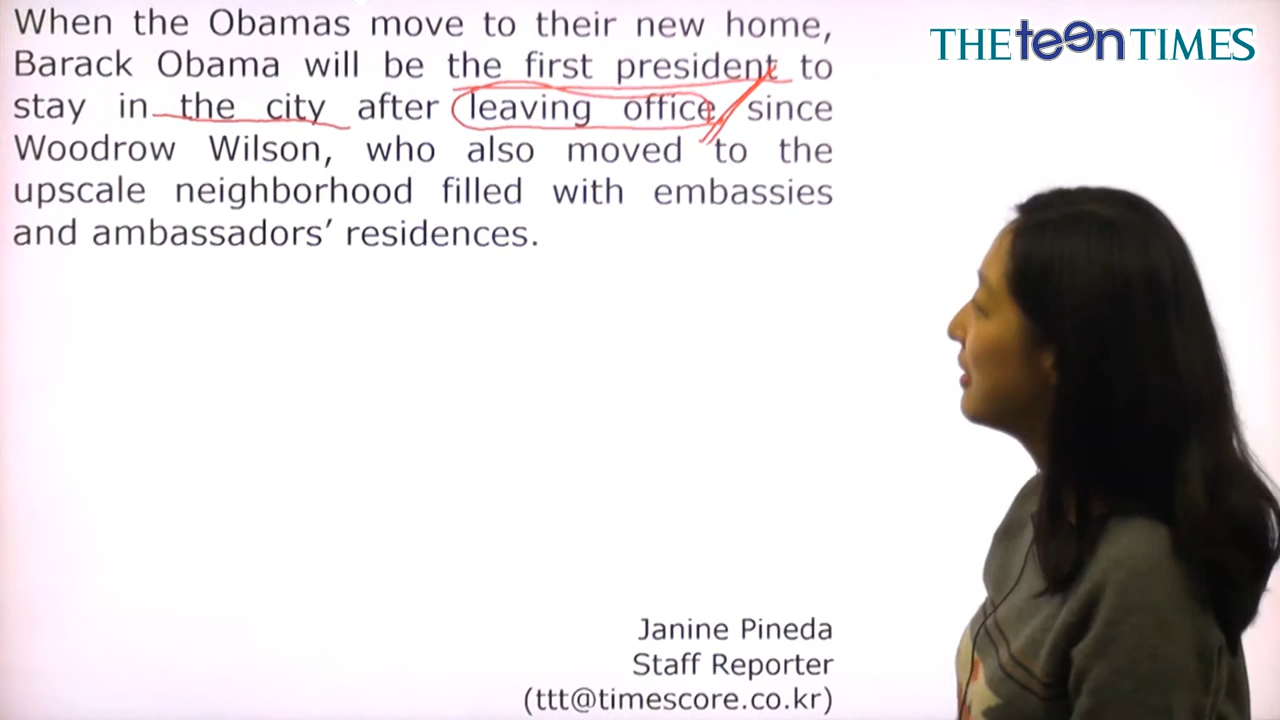 THE teen TIMES
When the Obamas move to their new home,
Barack Obama will be the first president to
stay in the city after leaving office since
Woodrow Wilson, who also moved to the
upscale neighborhood filled with embassies
and ambassadors’ residences.
Janine Pineda
Staff Reporter
(ttt@timescore.co.kr)